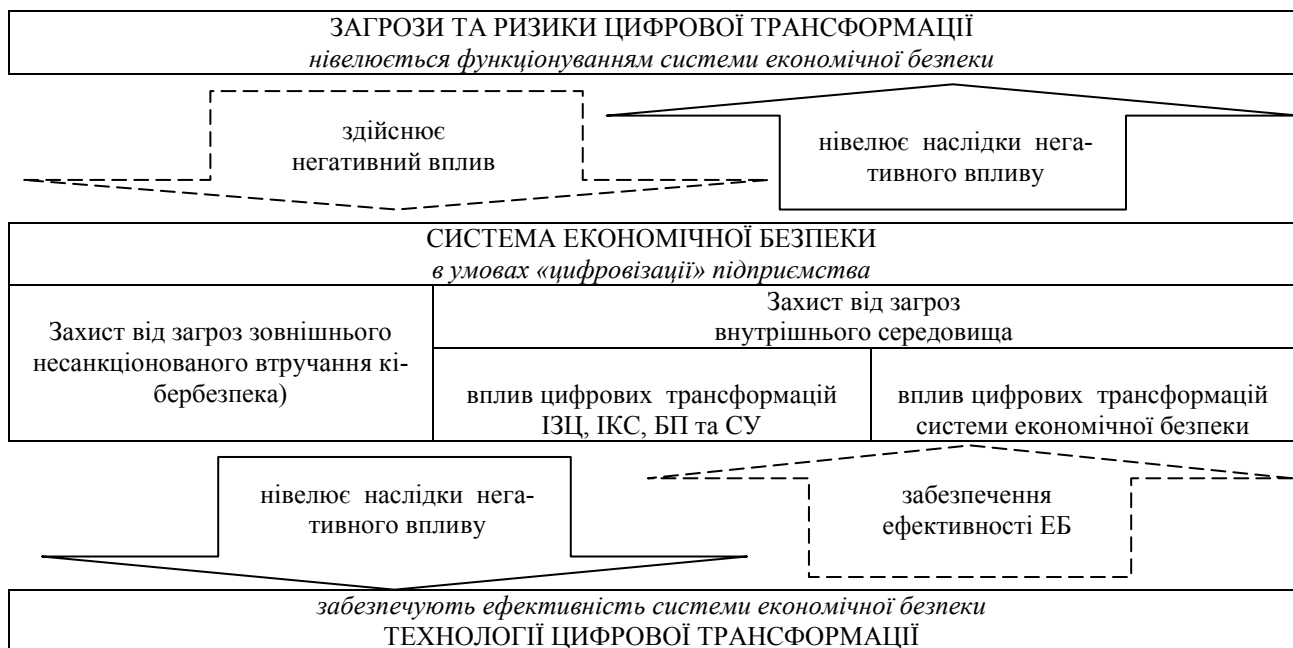 ЗАГРОЗИ ТА РИЗИКИ ЦИФРОВОЇ ТРАНСФОРМАЦІЇ
нівелюється функціонуванням системи економічної безпеки
здійснює
негативний вплив
нівелює наслідки нега-
тивного впливу
СИСТЕМА ЕКОНОМІЧНОЇ БЕЗПЕКИ
в умовах «цифровізації» підприємства
Захист від загроз зовнішнього
несанкціонованого втручання кі-
бербезпека)
Захист від загроз
внутрішнього середовища
вплив цифрових трансформацій
ІЗЦ, ІКС, БП та СУ
вплив цифрових трансформацій
системи економічної безпеки
нівелює наслідки нега-
тивного впливу
забезпечення
ефективності ЕБ
забезпечують ефективність системи економічної безпеки
ТЕХНОЛОГІЇ ЦИФРОВОЇ ТРАНСФОРМАЦІЇ